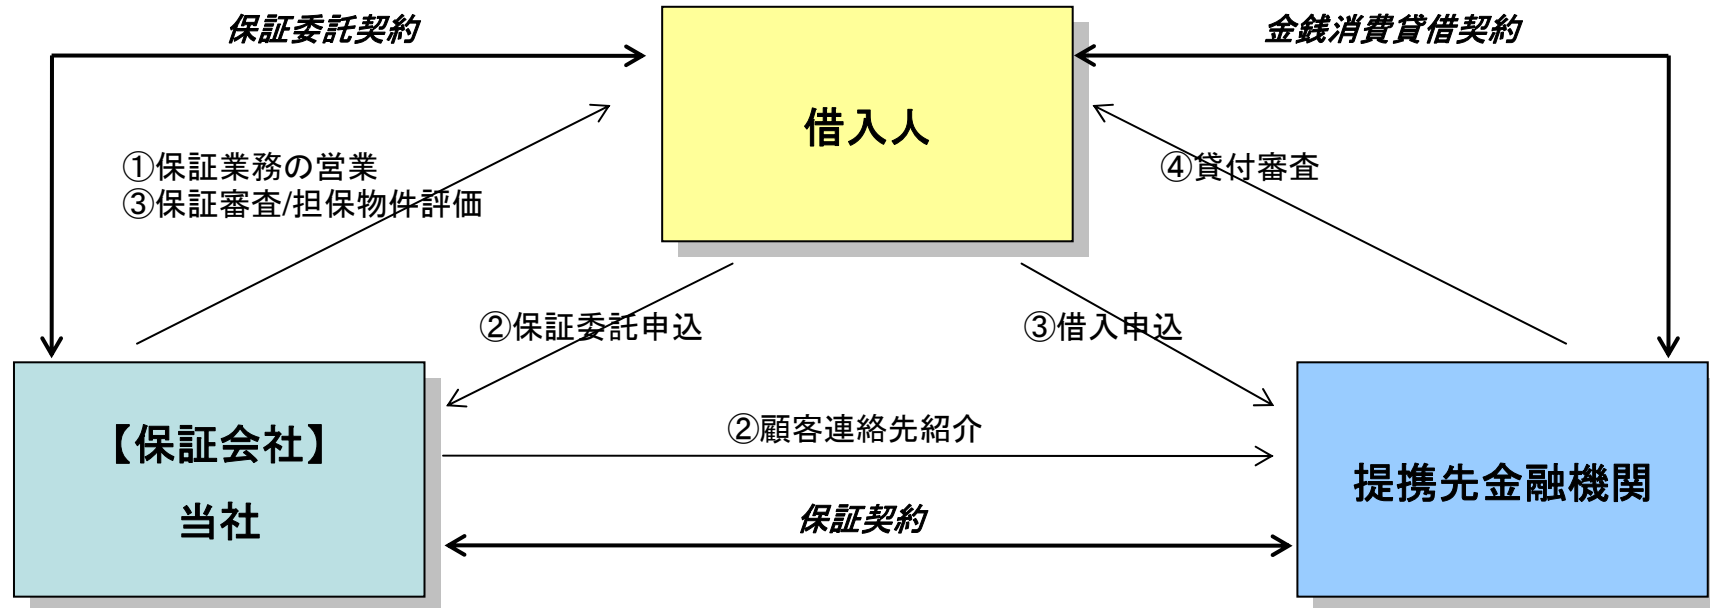 保証委託契約
金銭消費貸借契約
借入人
①保証業務の営業
③保証審査/担保物件評価
④貸付審査
②保証委託申込
③借入申込
②顧客連絡先紹介
【保証会社】
当社
提携先金融機関
保証契約